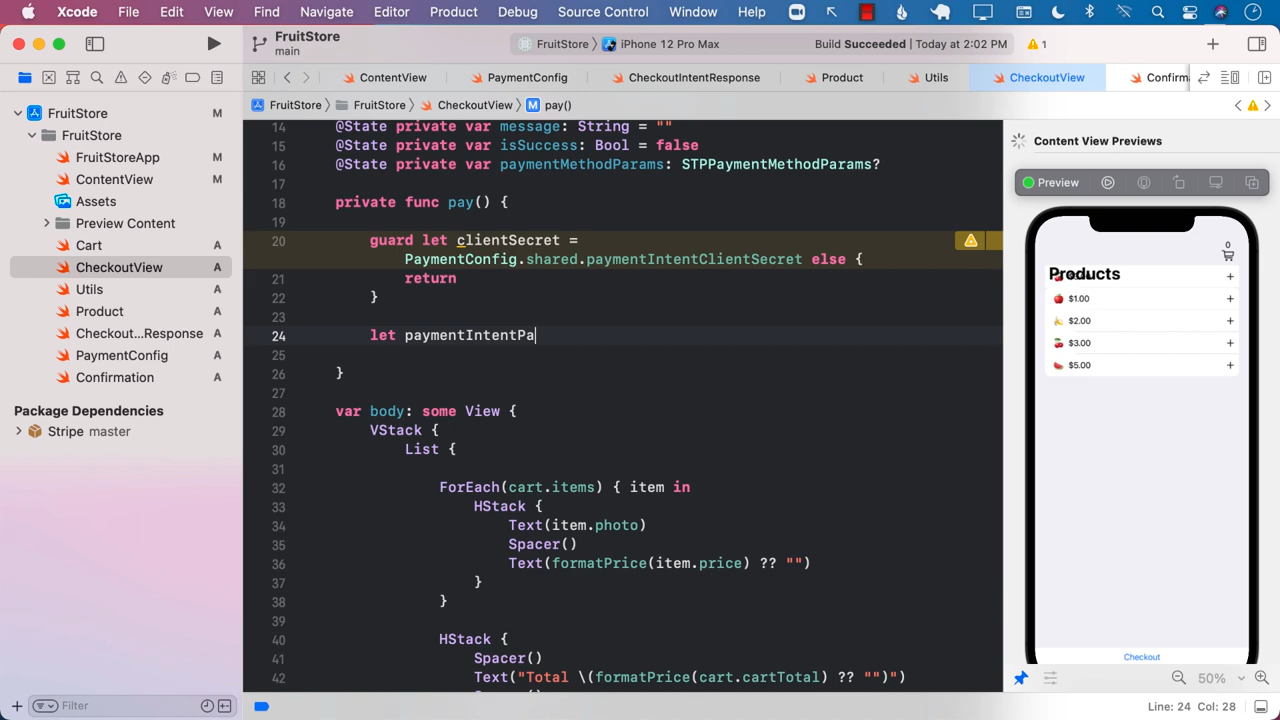 Xcode File Edit View Find Navigate Editor Product Debug Source Control Window Help
FruitStore
main
FruitStore 〉 iPhone 12 Pro Max
Build Succeeded | Today at 2:02 PM
1
ContentView
PaymentConfig
CheckoutIntentResponse
Product
Utils
CheckoutView
Confirma
FruitStore 〉 FruitStore 〉 CheckoutView 〉 M pay()
FruitStore M
FruitStore
FruitStoreApp M
ContentView M
Assets
Preview Content
Cart A
CheckoutView A
Utils A
Product A
Checkout...Response A
PaymentConfig A
Confirmation A
Package Dependencies
Stripe master
Filter
14 @State private var message: String = ""
15 @State private var isSuccess: Bool = false
16 @State private var paymentMethodParams: STPPaymentMethodParams?
17
18 private func pay() {
19
20 guard let clientSecret =
PaymentConfig.shared.paymentIntentClientSecret else {
21 return
22 }
23
24 let paymentIntentPa
25
26 }
27
28 var body: some View {
29 VStack {
30 List {
31
32 ForEach(cart.items) { item in
33 HStack {
34 Text(item.photo)
35 Spacer()
36 Text(formatPrice(item.price) ?? "")
37 }
38 }
39
40 HStack {
41 Spacer()
42 Text("Total \(formatPrice(cart.cartTotal) ?? "")")
Content View Previews
Preview
0
Products
+
$1.00 +
$2.00 +
$3.00 +
$5.00 +
Checkout
50%
Line: 24 Col: 28